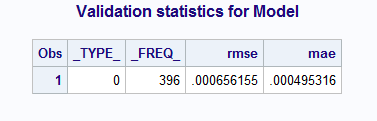 Validation statistics for Model
Obs _TYPE_ _FREQ_ rmse mae
1 0 396 .000656155 .000495316